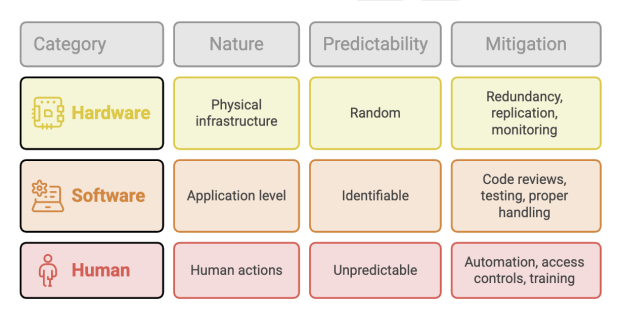 Category
Nature
Predictability
Mitigation
Hardware
Physical
infrastructure
Random
Redundancy,
replication,
monitoring
Software
Application level
Identifiable
Code reviews,
testing, proper
handling
Human
Human actions
Unpredictable
Automation, access
controls, training